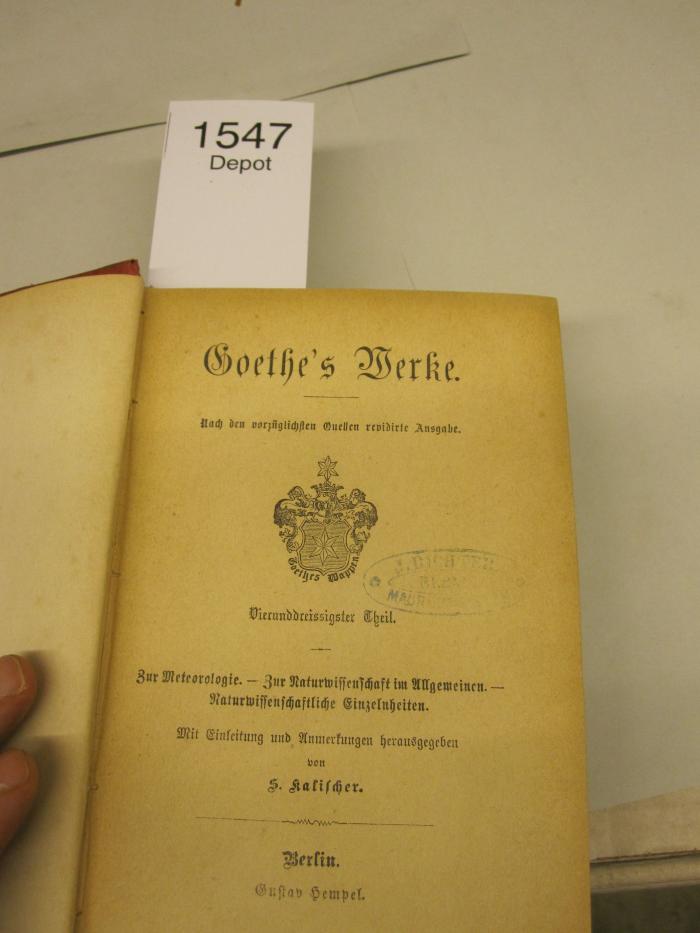 1547
Depot
Goethe's Werke.
Nach den vorzüglichsten Quellen revidirte Ausgabe.
Goethes Wappen
Vierunddreissigster Theil.
Zur Meteorologie. — Zur Naturwissenschaft im Allgemeinen. —
Naturwissenschaftliche Einzelnheiten.
Mit Einleitung und Anmerkungen herausgegeben
von
S. Kalischer.
Berlin.
Gustav Hempel.